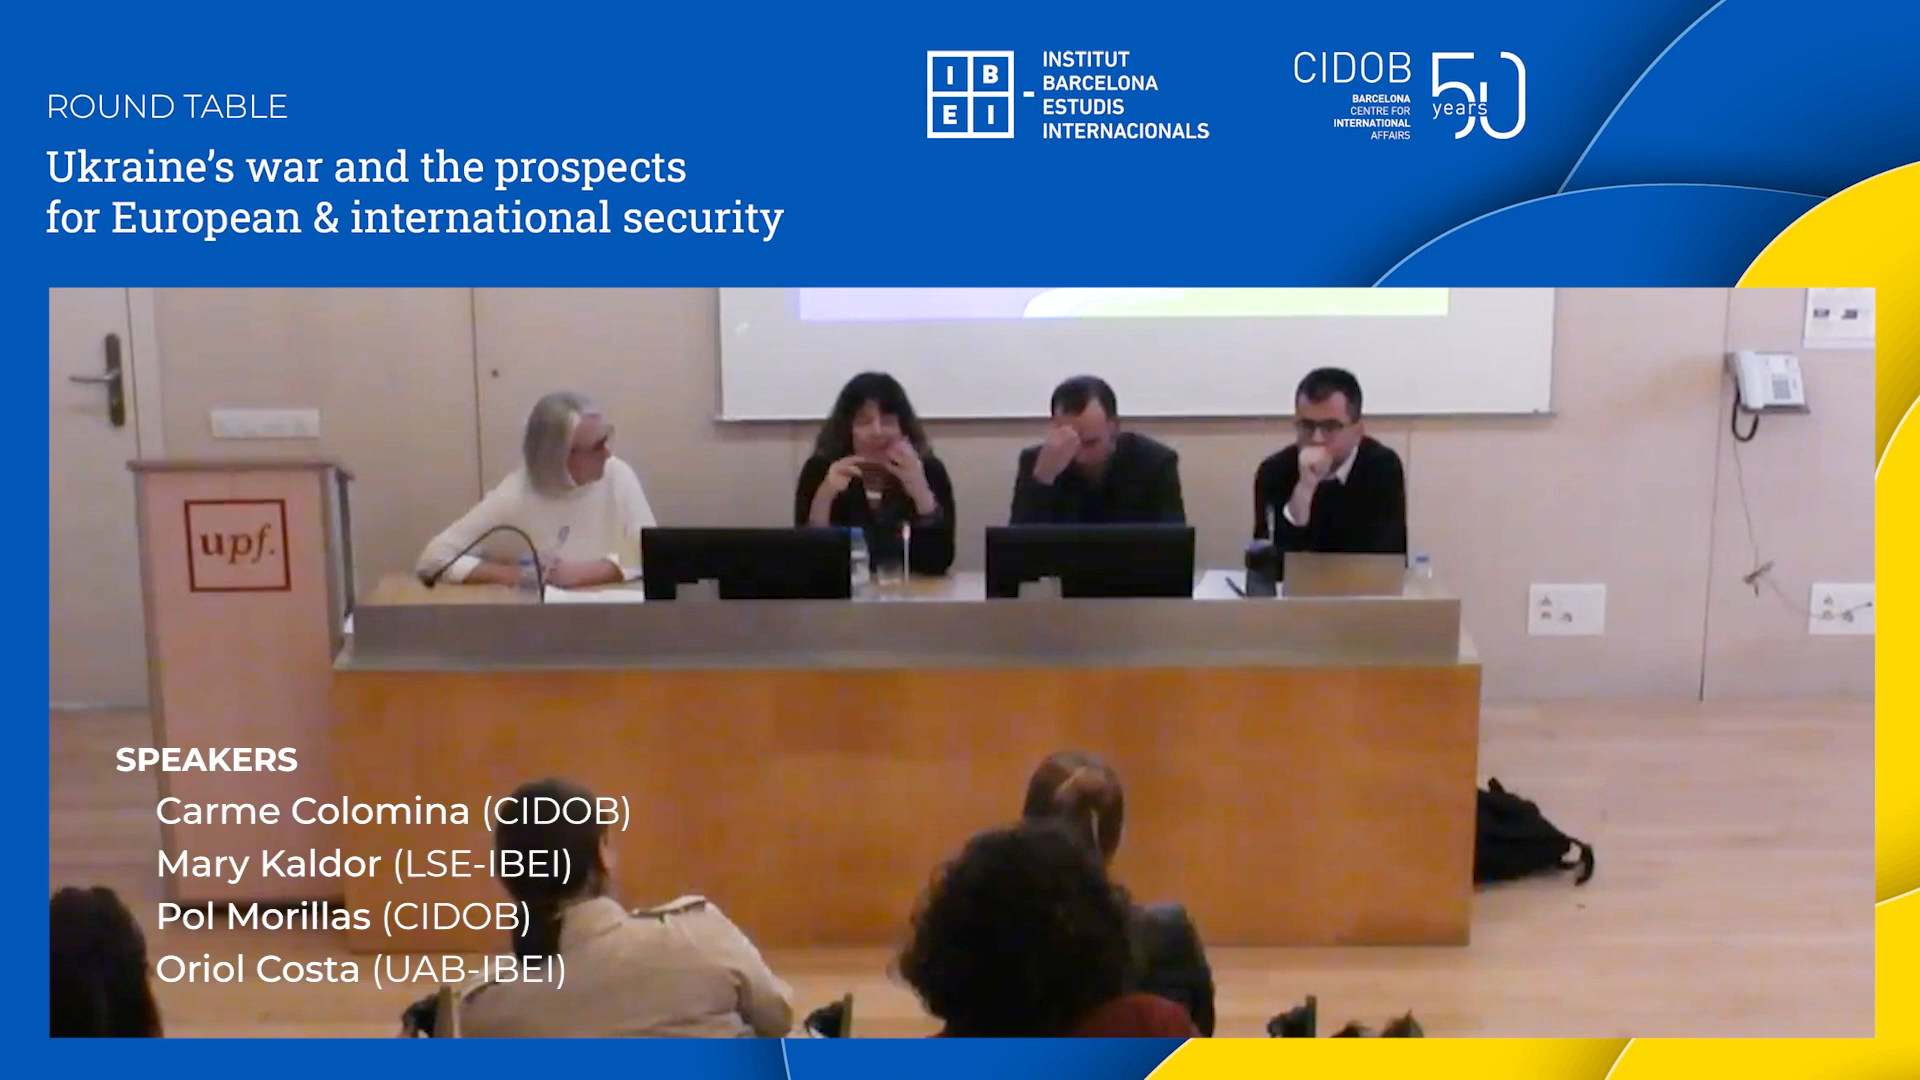 ROUND TABLE
Ukraine’s war and the prospects
for European & international security
I B
E I
INSTITUT
BARCELONA
ESTUDIS
INTERNACIONALS
CIDOB
BARCELONA
CENTRE FOR
INTERNATIONAL
AFFAIRS
50
years
upf.
SPEAKERS
Carme Colomina (CIDOB)
Mary Kaldor (LSE-IBEI)
Pol Morillas (CIDOB)
Oriol Costa (UAB-IBEI)